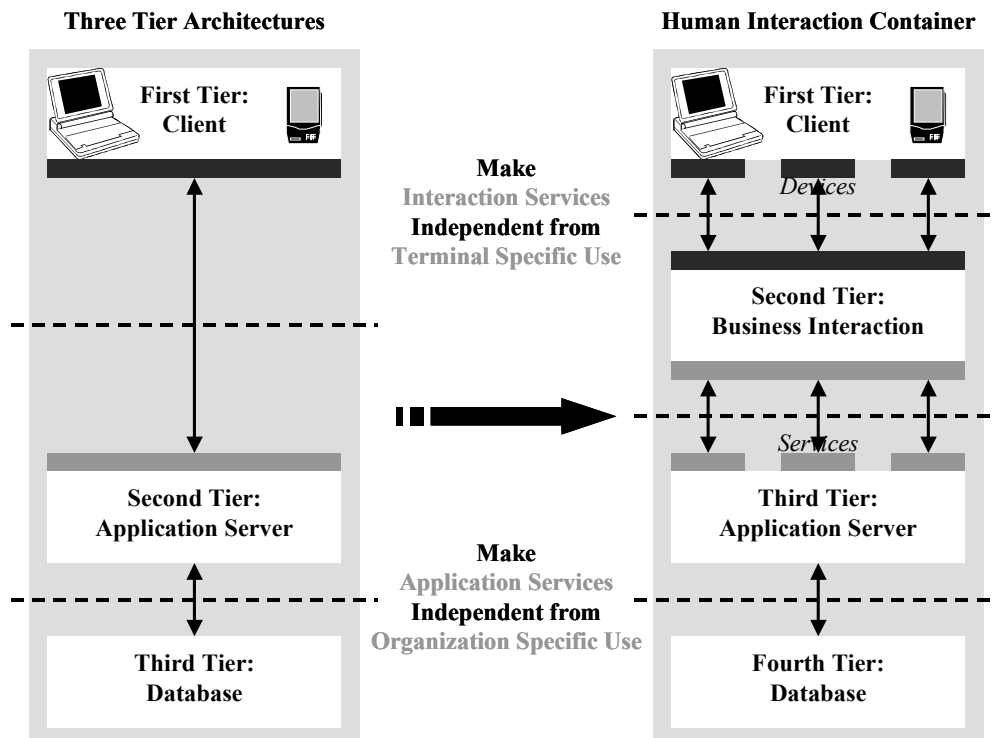 Three Tier Architectures
First Tier:
Client
Second Tier:
Application Server
Third Tier:
Database
Make
Interaction Services
Independent from
Terminal Specific Use
Make
Application Services
Independent from
Organization Specific Use
Human Interaction Container
First Tier:
Client
Devices
Second Tier:
Business Interaction
Services
Third Tier:
Application Server
Fourth Tier:
Database